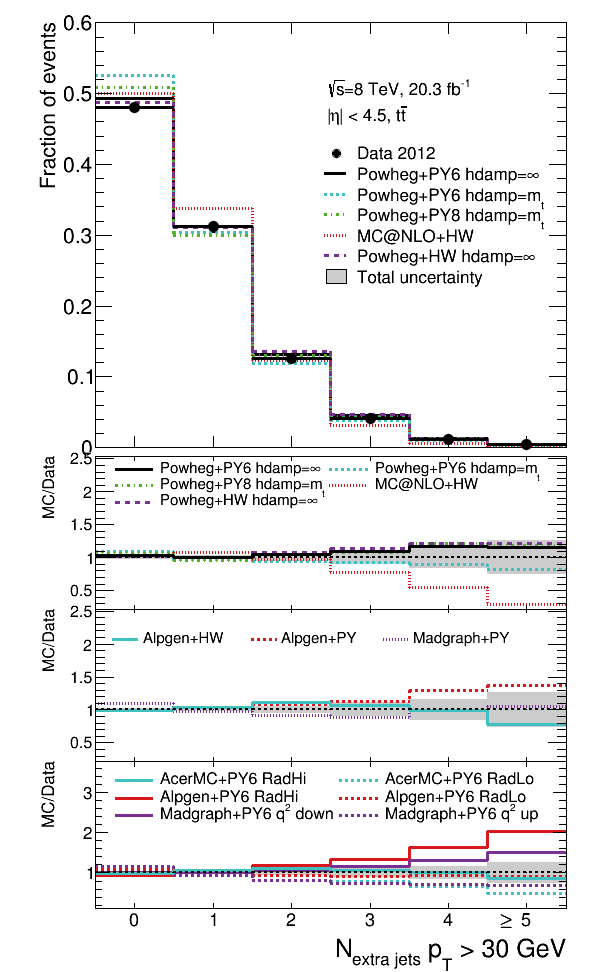 0.6
Fraction of events
0.5
0.4
0.3
0.2
0.1
0
√s=8 TeV, 20.3 fb⁻¹
|η| < 4.5, tt̄
Data 2012
Powheg+PY6 hdamp=∞
Powheg+PY6 hdamp=m_t
Powheg+PY8 hdamp=m_t
MC@NLO+HW
Powheg+HW hdamp=∞
Total uncertainty
MC/Data
2.5
2
1.5
1
0.5
Powheg+PY6 hdamp=∞ Powheg+PY6 hdamp=m_t
Powheg+PY8 hdamp=m_t MC@NLO+HW
Powheg+HW hdamp=∞
MC/Data
2.5
2
1.5
1
0.5
Alpgen+HW Alpgen+PY Madgraph+PY
MC/Data
3
2
1
AcerMC+PY6 RadHi AcerMC+PY6 RadLo
Alpgen+PY6 RadHi Alpgen+PY6 RadLo
Madgraph+PY6 q² down Madgraph+PY6 q² up
0 1 2 3 4 ≥ 5
N_extra jets p_T > 30 GeV